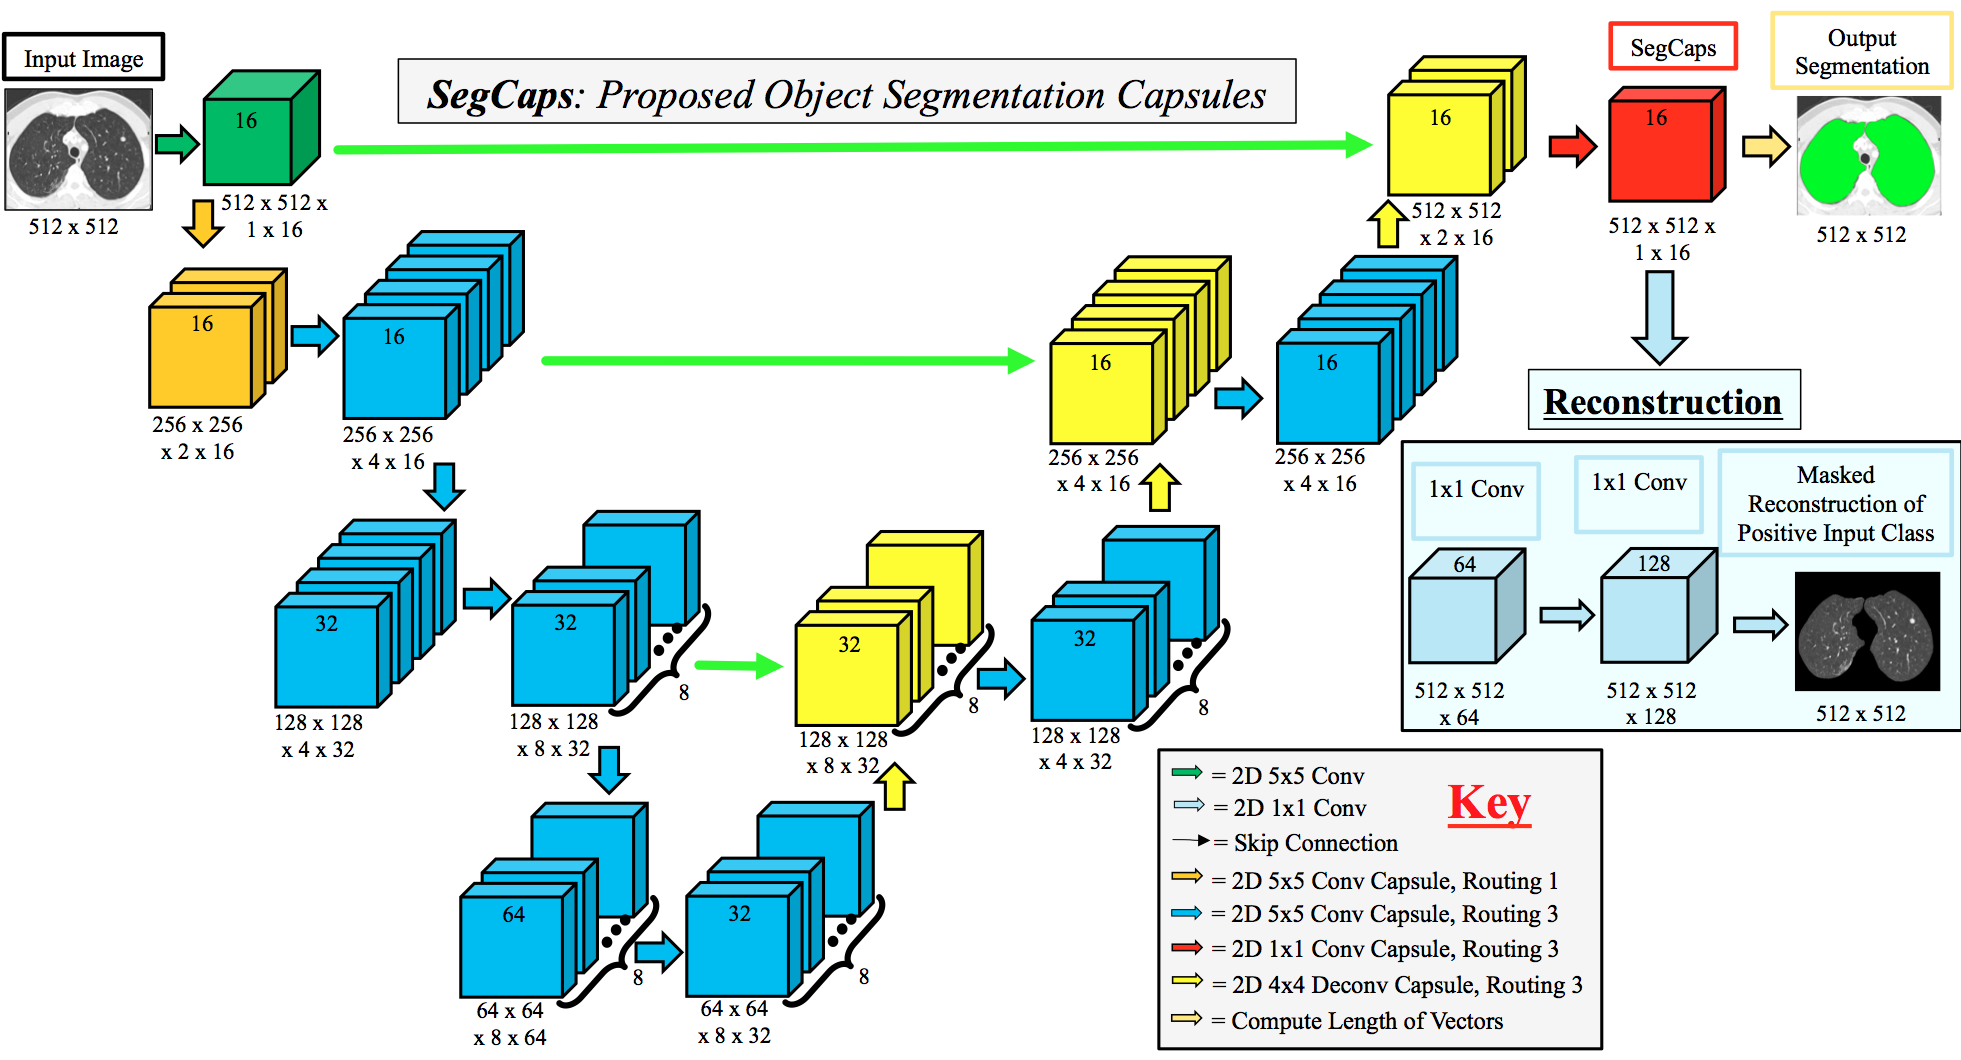 Input Image
SegCaps: Proposed Object Segmentation Capsules
SegCaps
Output
Segmentation
16
512 x 512
512 x 512 x
1 x 16
16
512 x 512
x 2 x 16
16
512 x 512 x
1 x 16
512 x 512
16
256 x 256
x 2 x 16
16
256 x 256
x 4 x 16
16
256 x 256
x 4 x 16
16
256 x 256
x 4 x 16
32
128 x 128
x 4 x 32
32
8
128 x 128
x 8 x 32
32
8
128 x 128
x 8 x 32
32
8
128 x 128
x 4 x 32
64
8
64 x 64
x 8 x 64
32
8
64 x 64
x 8 x 32
Reconstruction
1x1 Conv
1x1 Conv
Masked
Reconstruction of
Positive Input Class
64
512 x 512
x 64
128
512 x 512
x 128
512 x 512
Key
= 2D 5x5 Conv
= 2D 1x1 Conv
= Skip Connection
= 2D 5x5 Conv Capsule, Routing 1
= 2D 5x5 Conv Capsule, Routing 3
= 2D 1x1 Conv Capsule, Routing 3
= 2D 4x4 Deconv Capsule, Routing 3
= Compute Length of Vectors